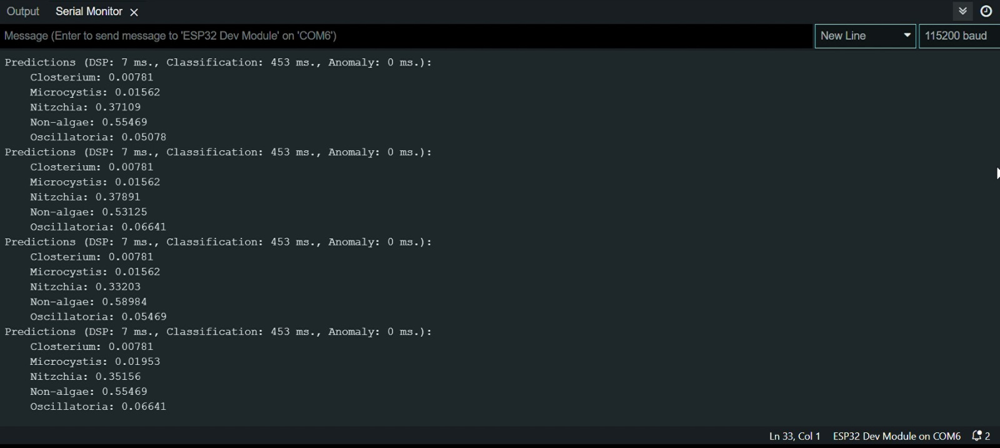 Output Serial Monitor
Message (Enter to send message to 'ESP32 Dev Module' on 'COM6') New Line 115200 baud
Predictions (DSP: 7 ms., Classification: 453 ms., Anomaly: 0 ms.):
Closterium: 0.00781
Microcystis: 0.01562
Nitzchia: 0.37109
Non-algae: 0.55469
Oscillatoria: 0.05078
Predictions (DSP: 7 ms., Classification: 453 ms., Anomaly: 0 ms.):
Closterium: 0.00781
Microcystis: 0.01562
Nitzchia: 0.37891
Non-algae: 0.53125
Oscillatoria: 0.06641
Predictions (DSP: 7 ms., Classification: 453 ms., Anomaly: 0 ms.):
Closterium: 0.00781
Microcystis: 0.01562
Nitzchia: 0.33203
Non-algae: 0.58984
Oscillatoria: 0.05469
Predictions (DSP: 7 ms., Classification: 453 ms., Anomaly: 0 ms.):
Closterium: 0.00781
Microcystis: 0.01953
Nitzchia: 0.35156
Non-algae: 0.55469
Oscillatoria: 0.06641
Ln 33, Col 1 ESP32 Dev Module on COM6 2